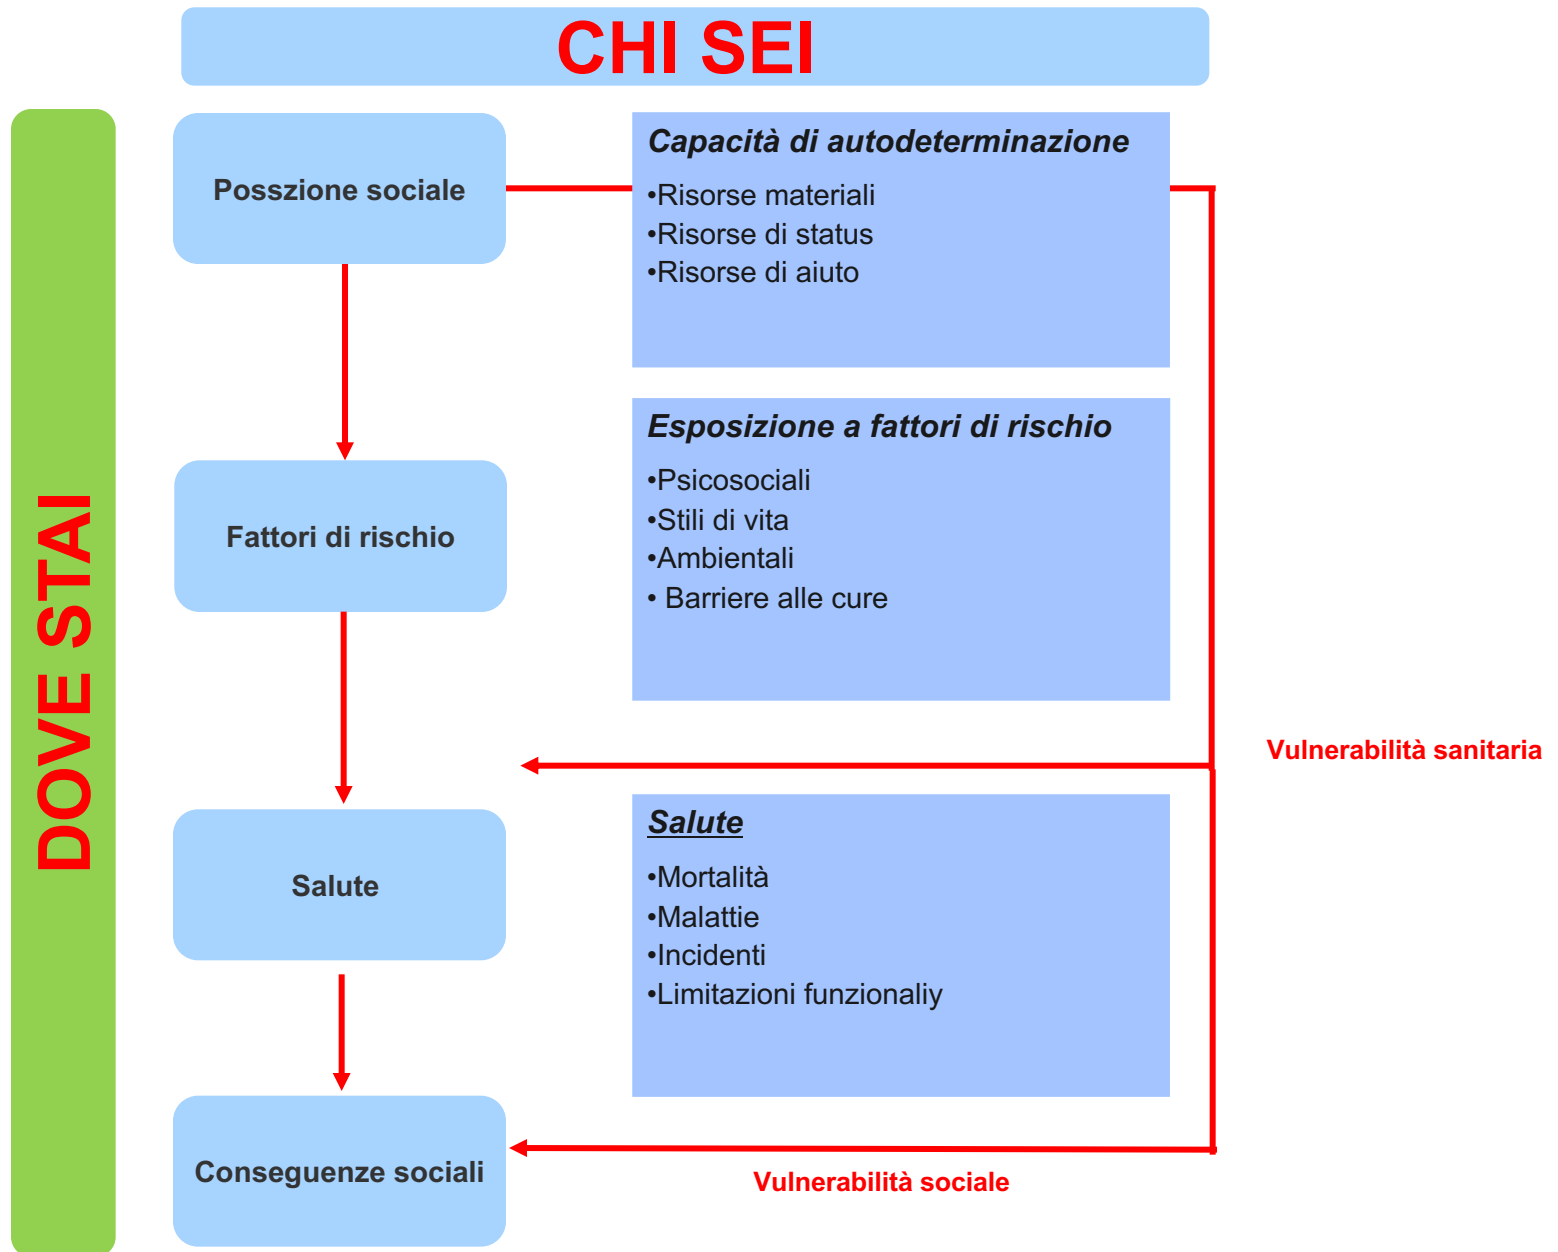 CHI SEI
DOVE STAI
Posszione sociale
Capacità di autodeterminazione
•Risorse materiali
•Risorse di status
•Risorse di aiuto
Fattori di rischio
Esposizione a fattori di rischio
•Psicosociali
•Stili di vita
•Ambientali
• Barriere alle cure
Vulnerabilità sanitaria
Salute
Salute
•Mortalità
•Malattie
•Incidenti
•Limitazioni funzionaliy
Conseguenze sociali
Vulnerabilità sociale